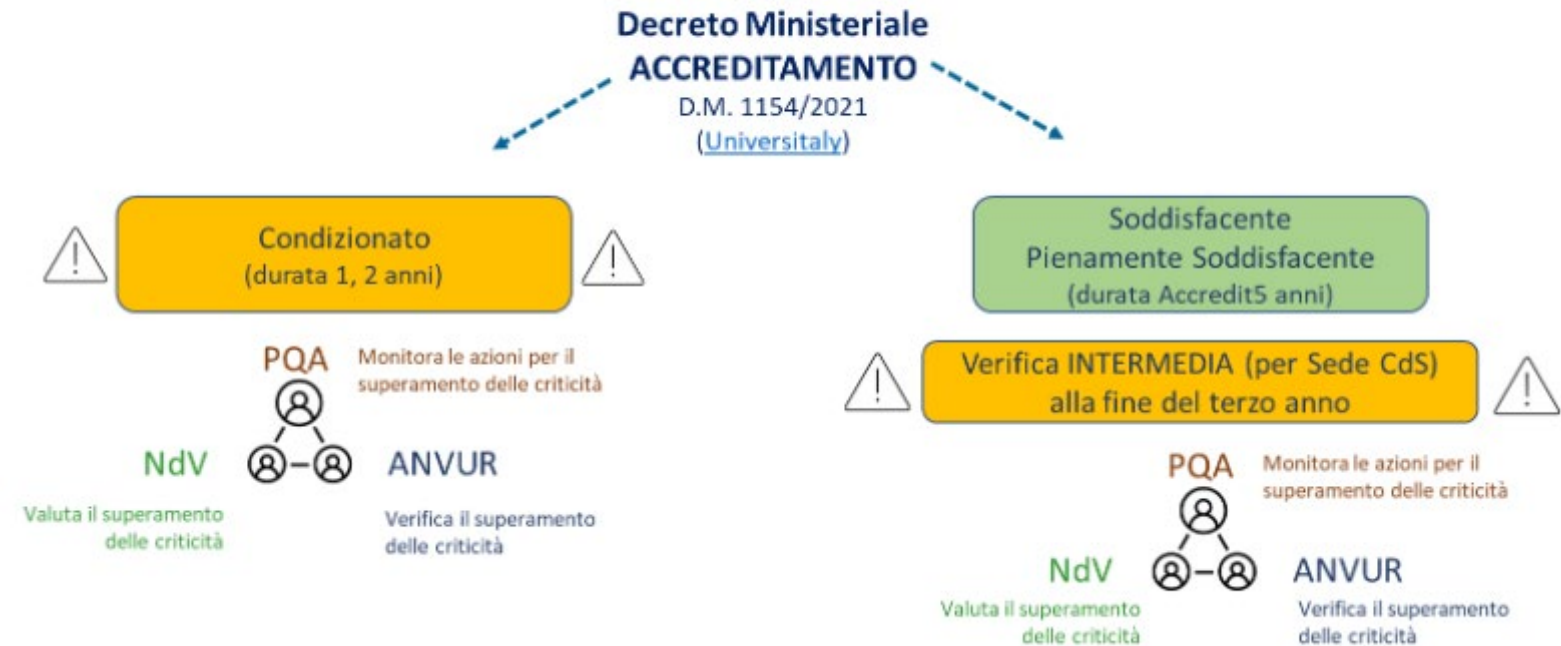 Decreto Ministeriale
ACCREDITAMENTO
D.M. 1154/2021
(Universitaly)
Condizionato
(durata 1, 2 anni)
PQA
Monitora le azioni per il
superamento delle criticità
NdV
ANVUR
Valuta il superamento
delle criticità
Verifica il superamento
delle criticità
Soddisfacente
Pienamente Soddisfacente
(durata Accredit5 anni)
Verifica INTERMEDIA (per Sede CdS)
alla fine del terzo anno
PQA
Monitora le azioni per il
superamento delle criticità
NdV
ANVUR
Valuta il superamento
delle criticità
Verifica il superamento
delle criticità